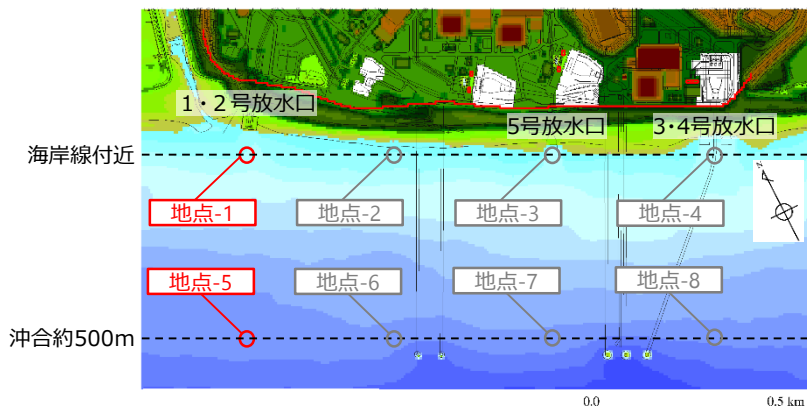 1・2号放水口
5号放水口
3・4号放水口
海岸線付近
地点-1
地点-2
地点-3
地点-4
N
地点-5
地点-6
地点-7
地点-8
沖合約500m
0.0
0.5 km